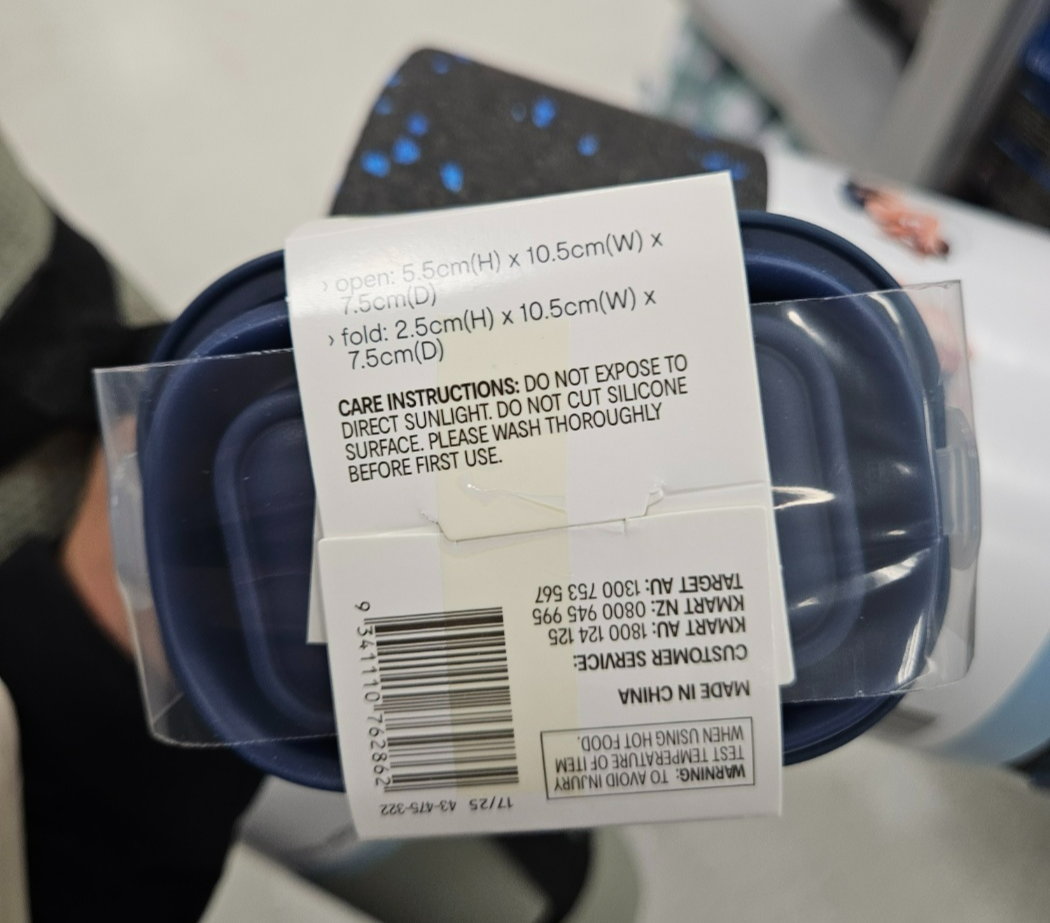 › open: 5.5cm(H) x 10.5cm(W) x
7.5cm(D)
› fold: 2.5cm(H) x 10.5cm(W) x
7.5cm(D)
CARE INSTRUCTIONS: DO NOT EXPOSE TO
DIRECT SUNLIGHT. DO NOT CUT SILICONE
SURFACE. PLEASE WASH THOROUGHLY
BEFORE FIRST USE.
WARNING: TO AVOID INJURY
TEST TEMPERATURE OF ITEM
WHEN USING HOT FOOD.
MADE IN CHINA
CUSTOMER SERVICE:
KMART AU: 1800 124 125
KMART NZ: 0800 945 995
TARGET AU: 1300 753 567
17/25 43-475-322
9 341110 762862